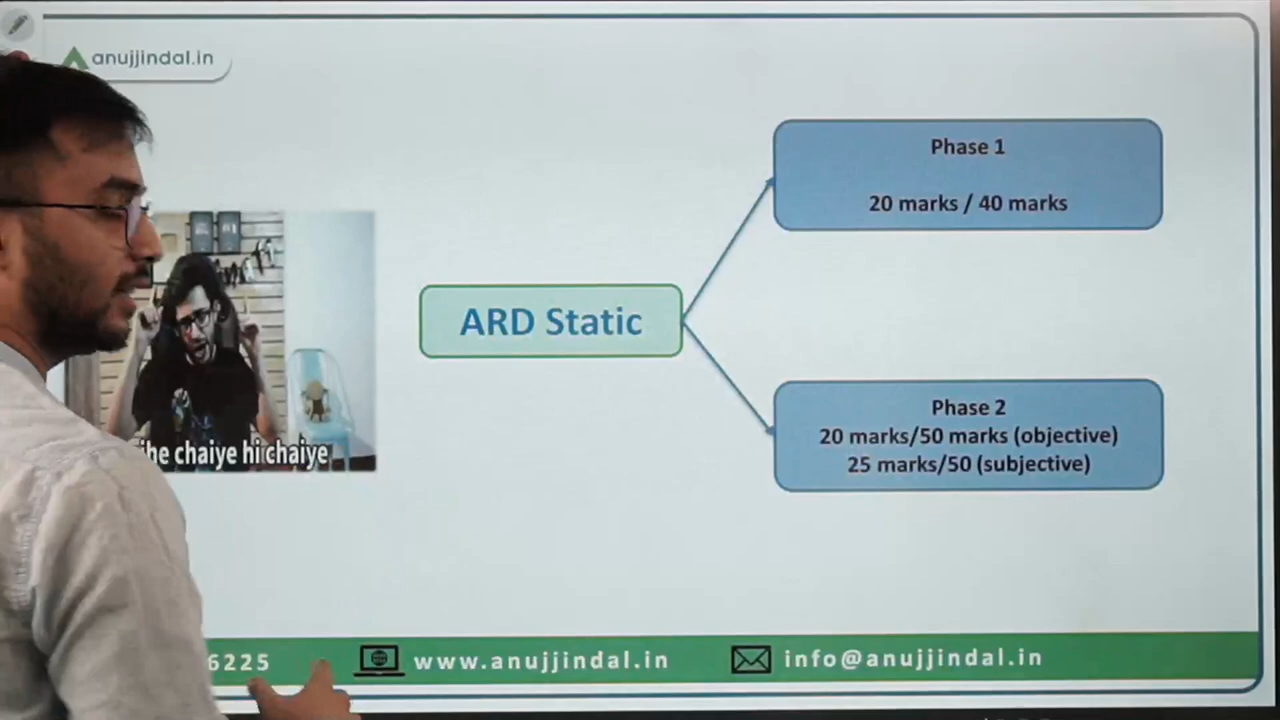 anujjindal.in
Phase 1
20 marks / 40 marks
ARD Static
Phase 2
20 marks/50 marks (objective)
25 marks/50 (subjective)
chaiye hi chaiye
6225
www.anujjindal.in
info@anujjindal.in